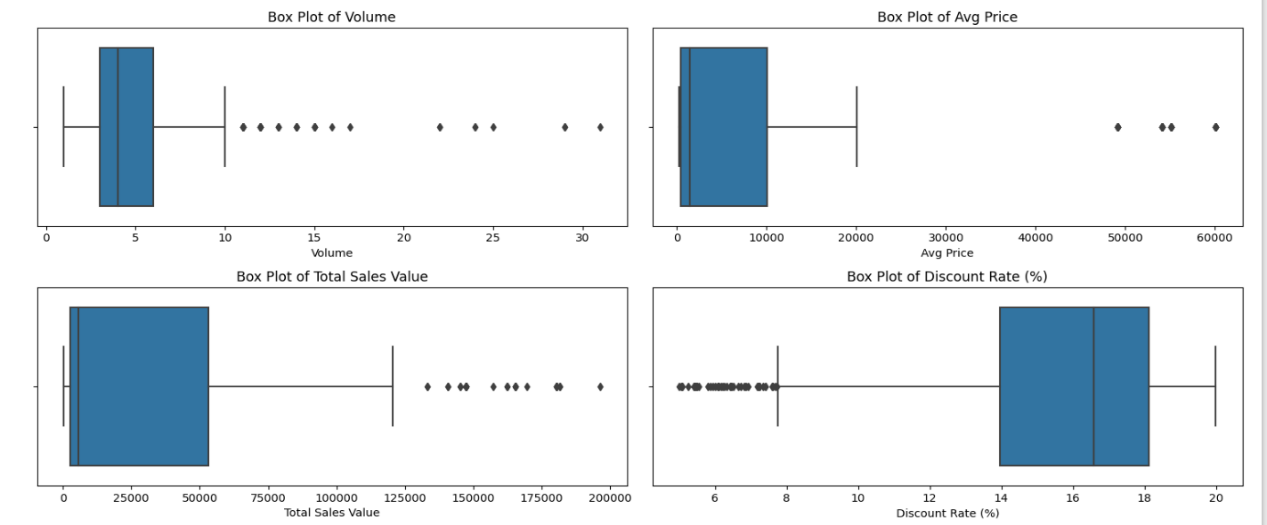 Box Plot of Volume
0 5 10 15 20 25 30
Volume
Box Plot of Avg Price
0 10000 20000 30000 40000 50000 60000
Avg Price
Box Plot of Total Sales Value
0 25000 50000 75000 100000 125000 150000 175000 200000
Total Sales Value
Box Plot of Discount Rate (%)
6 8 10 12 14 16 18 20
Discount Rate (%)